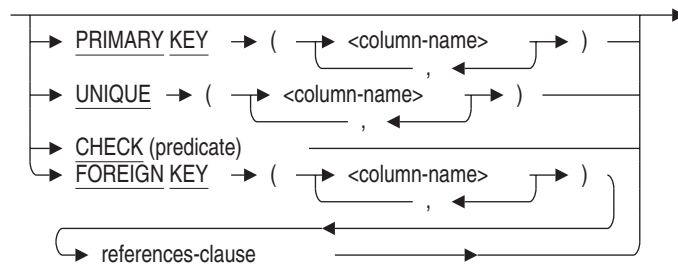 PRIMARY KEY ( <column-name> )
,
UNIQUE ( <column-name> )
,
CHECK (predicate)
FOREIGN KEY ( <column-name> )
,
references-clause